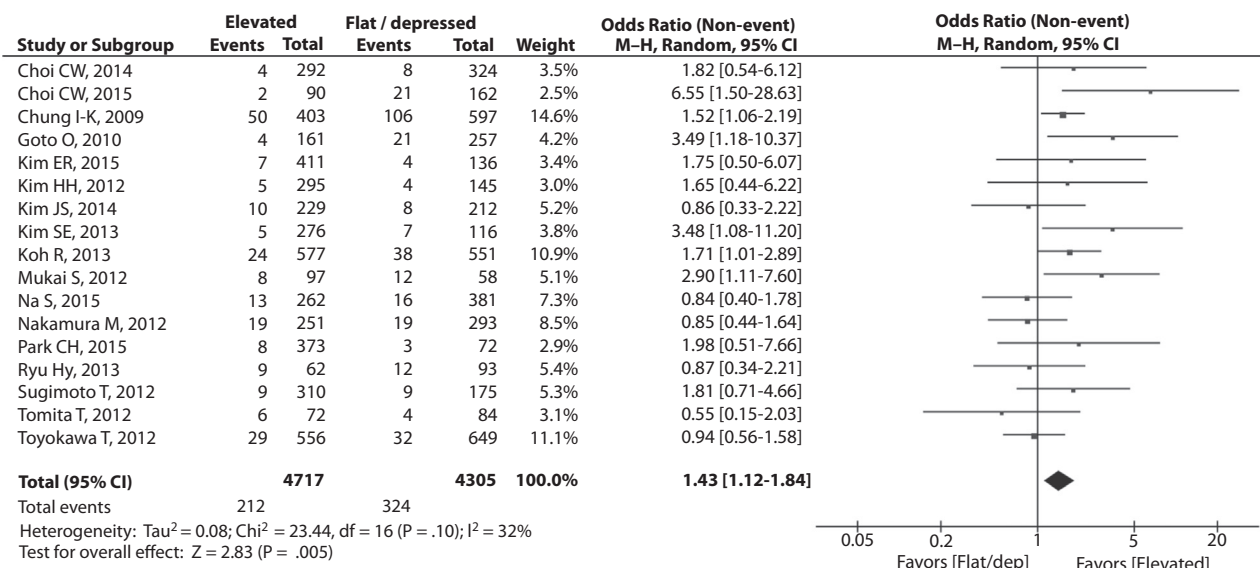 Elevated Flat / depressed Odds Ratio (Non-event) Odds Ratio (Non-event)
Study or Subgroup Events Total Events Total Weight M–H, Random, 95% CI M–H, Random, 95% CI
Choi CW, 2014 4 292 8 324 3.5% 1.82 [0.54-6.12]
Choi CW, 2015 2 90 21 162 2.4% 6.55 [1.50-28.63]
Chung I-K, 2009 50 403 106 597 14.6% 1.52 [1.06-2.19]
Goto O, 2010 4 161 21 257 4.2% 3.49 [1.18-10.37]
Kim ER, 2015 7 411 4 136 3.4% 1.75 [0.50-6.07]
Kim HH, 2012 5 295 4 145 3.0% 1.65 [0.44-6.22]
Kim JS, 2014 10 229 8 212 5.2% 0.86 [0.33-2.22]
Kim SE, 2013 5 276 7 116 3.8% 3.48 [1.08-11.20]
Koh R, 2013 24 577 38 551 10.9% 1.71 [1.01-2.89]
Mukai S, 2012 8 97 12 58 5.1% 2.90 [1.11-7.60]
Na S, 2015 13 262 16 381 7.3% 0.84 [0.40-1.78]
Nakamura M, 2012 19 251 19 293 8.5% 0.85 [0.44-1.64]
Park CH, 2015 8 373 3 72 2.9% 1.98 [0.51-7.66]
Ryu Hy, 2013 9 62 12 93 5.4% 0.87 [0.34-2.21]
Sugimoto T, 2012 9 310 9 175 5.3% 1.81 [0.71-4.66]
Tomita T, 2012 6 72 4 84 3.1% 0.55 [0.15-2.03]
Toyokawa T, 2012 29 556 32 649 11.1% 0.94 [0.56-1.58]
Total (95% CI) 4717 4305 100.0% 1.43 [1.12-1.84]
Total events 212 324
Heterogeneity: Tau² = 0.08; Chi² = 23.44, df = 16 (P = .10); I² = 32%
Test for overall effect: Z = 2.83 (P = .005)
0.05 0.2 1 5 20
Favors [Flat/dep] Favors [Elevated]